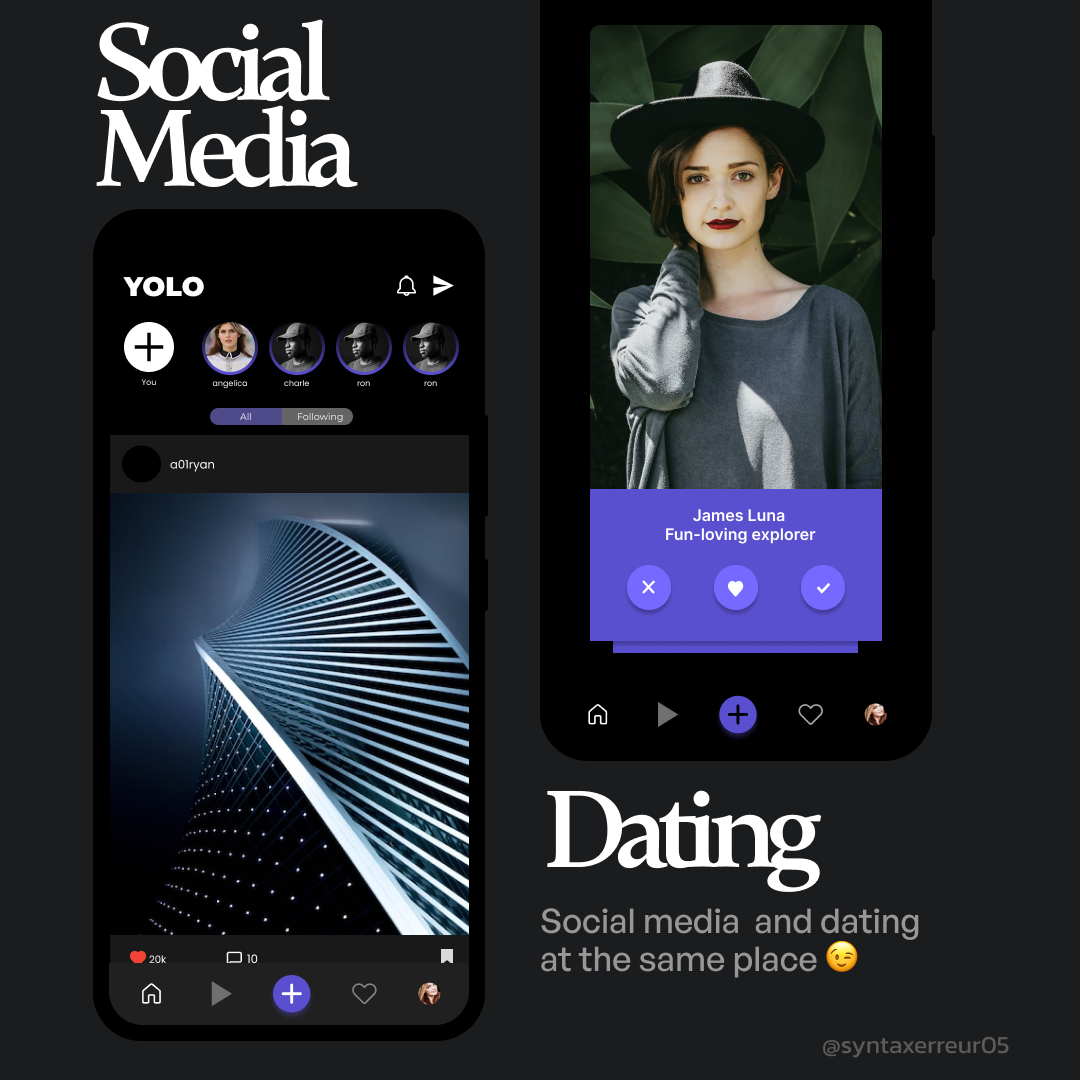 Social
Media
YOLO
You
angelica
charle
ron
ron
All
Following
a01ryan
20k
10
James Luna
Fun-loving explorer
Dating
Social media  and dating
at the same place 😉
@syntaxerreur05